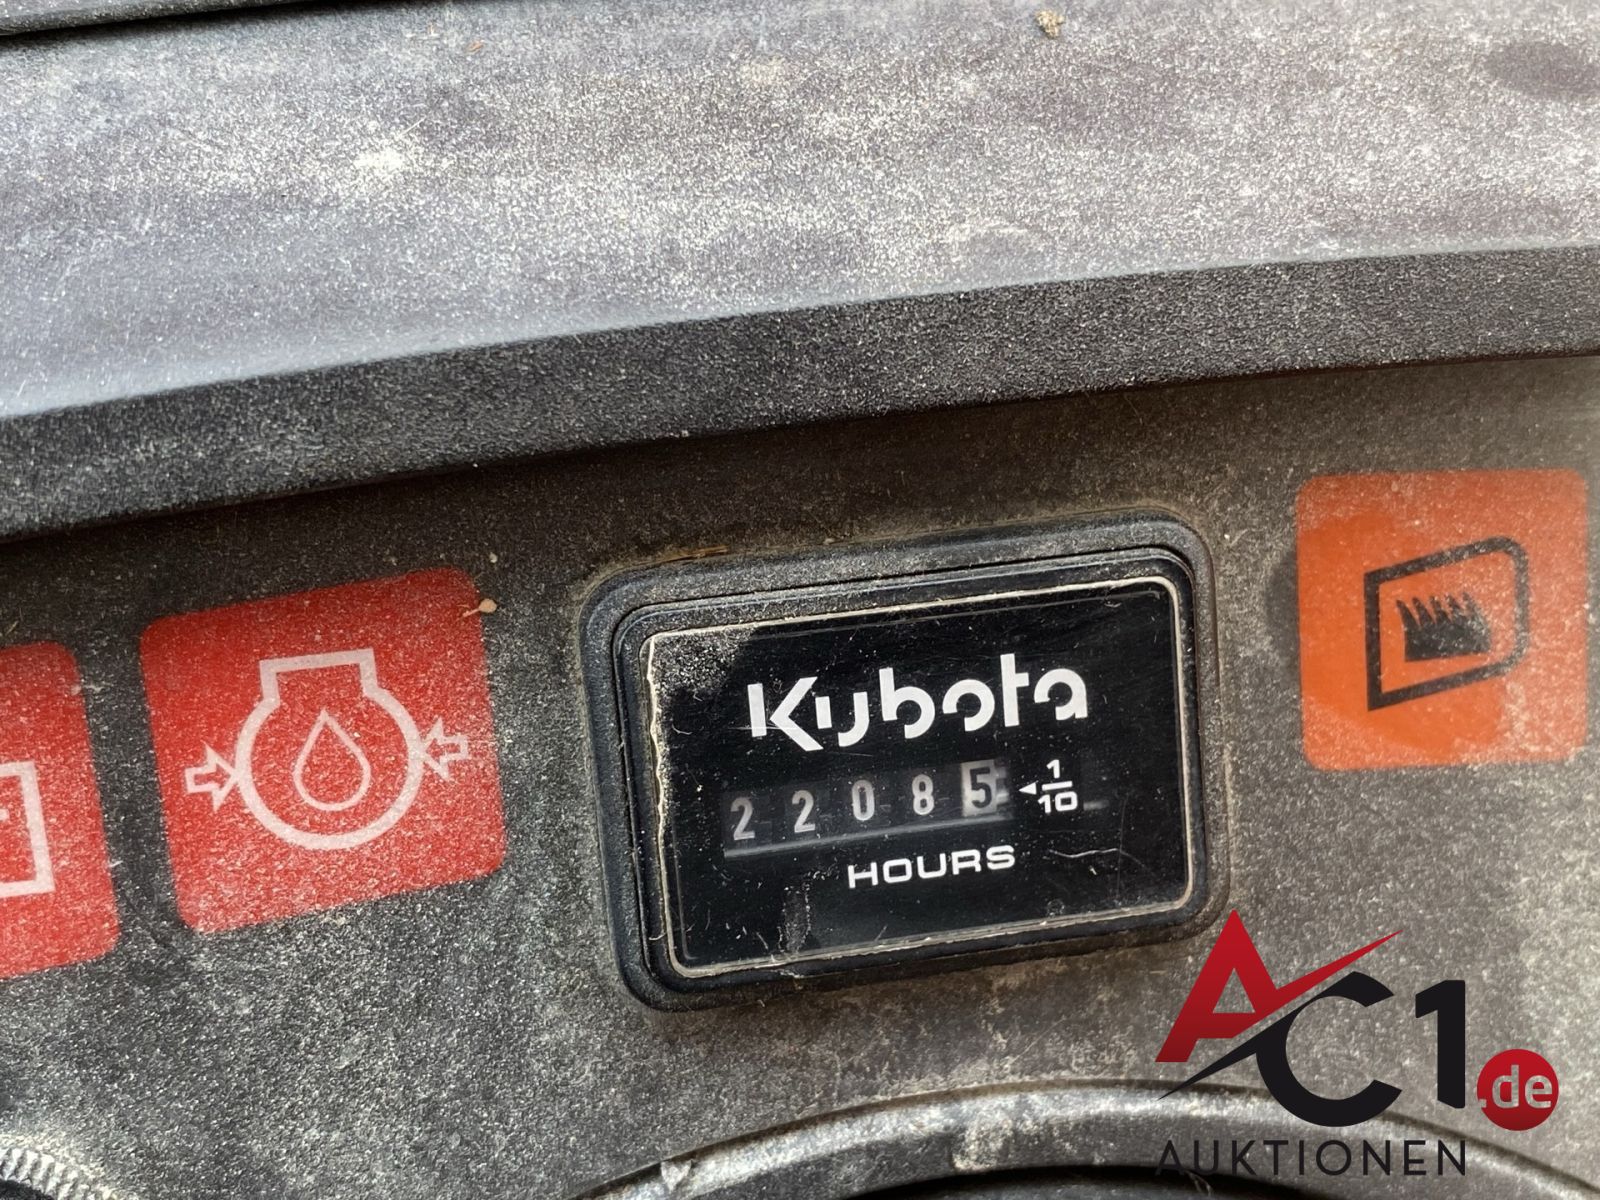 Kubota
22085
1/10
HOURS
AC1.de
AUKTIONEN